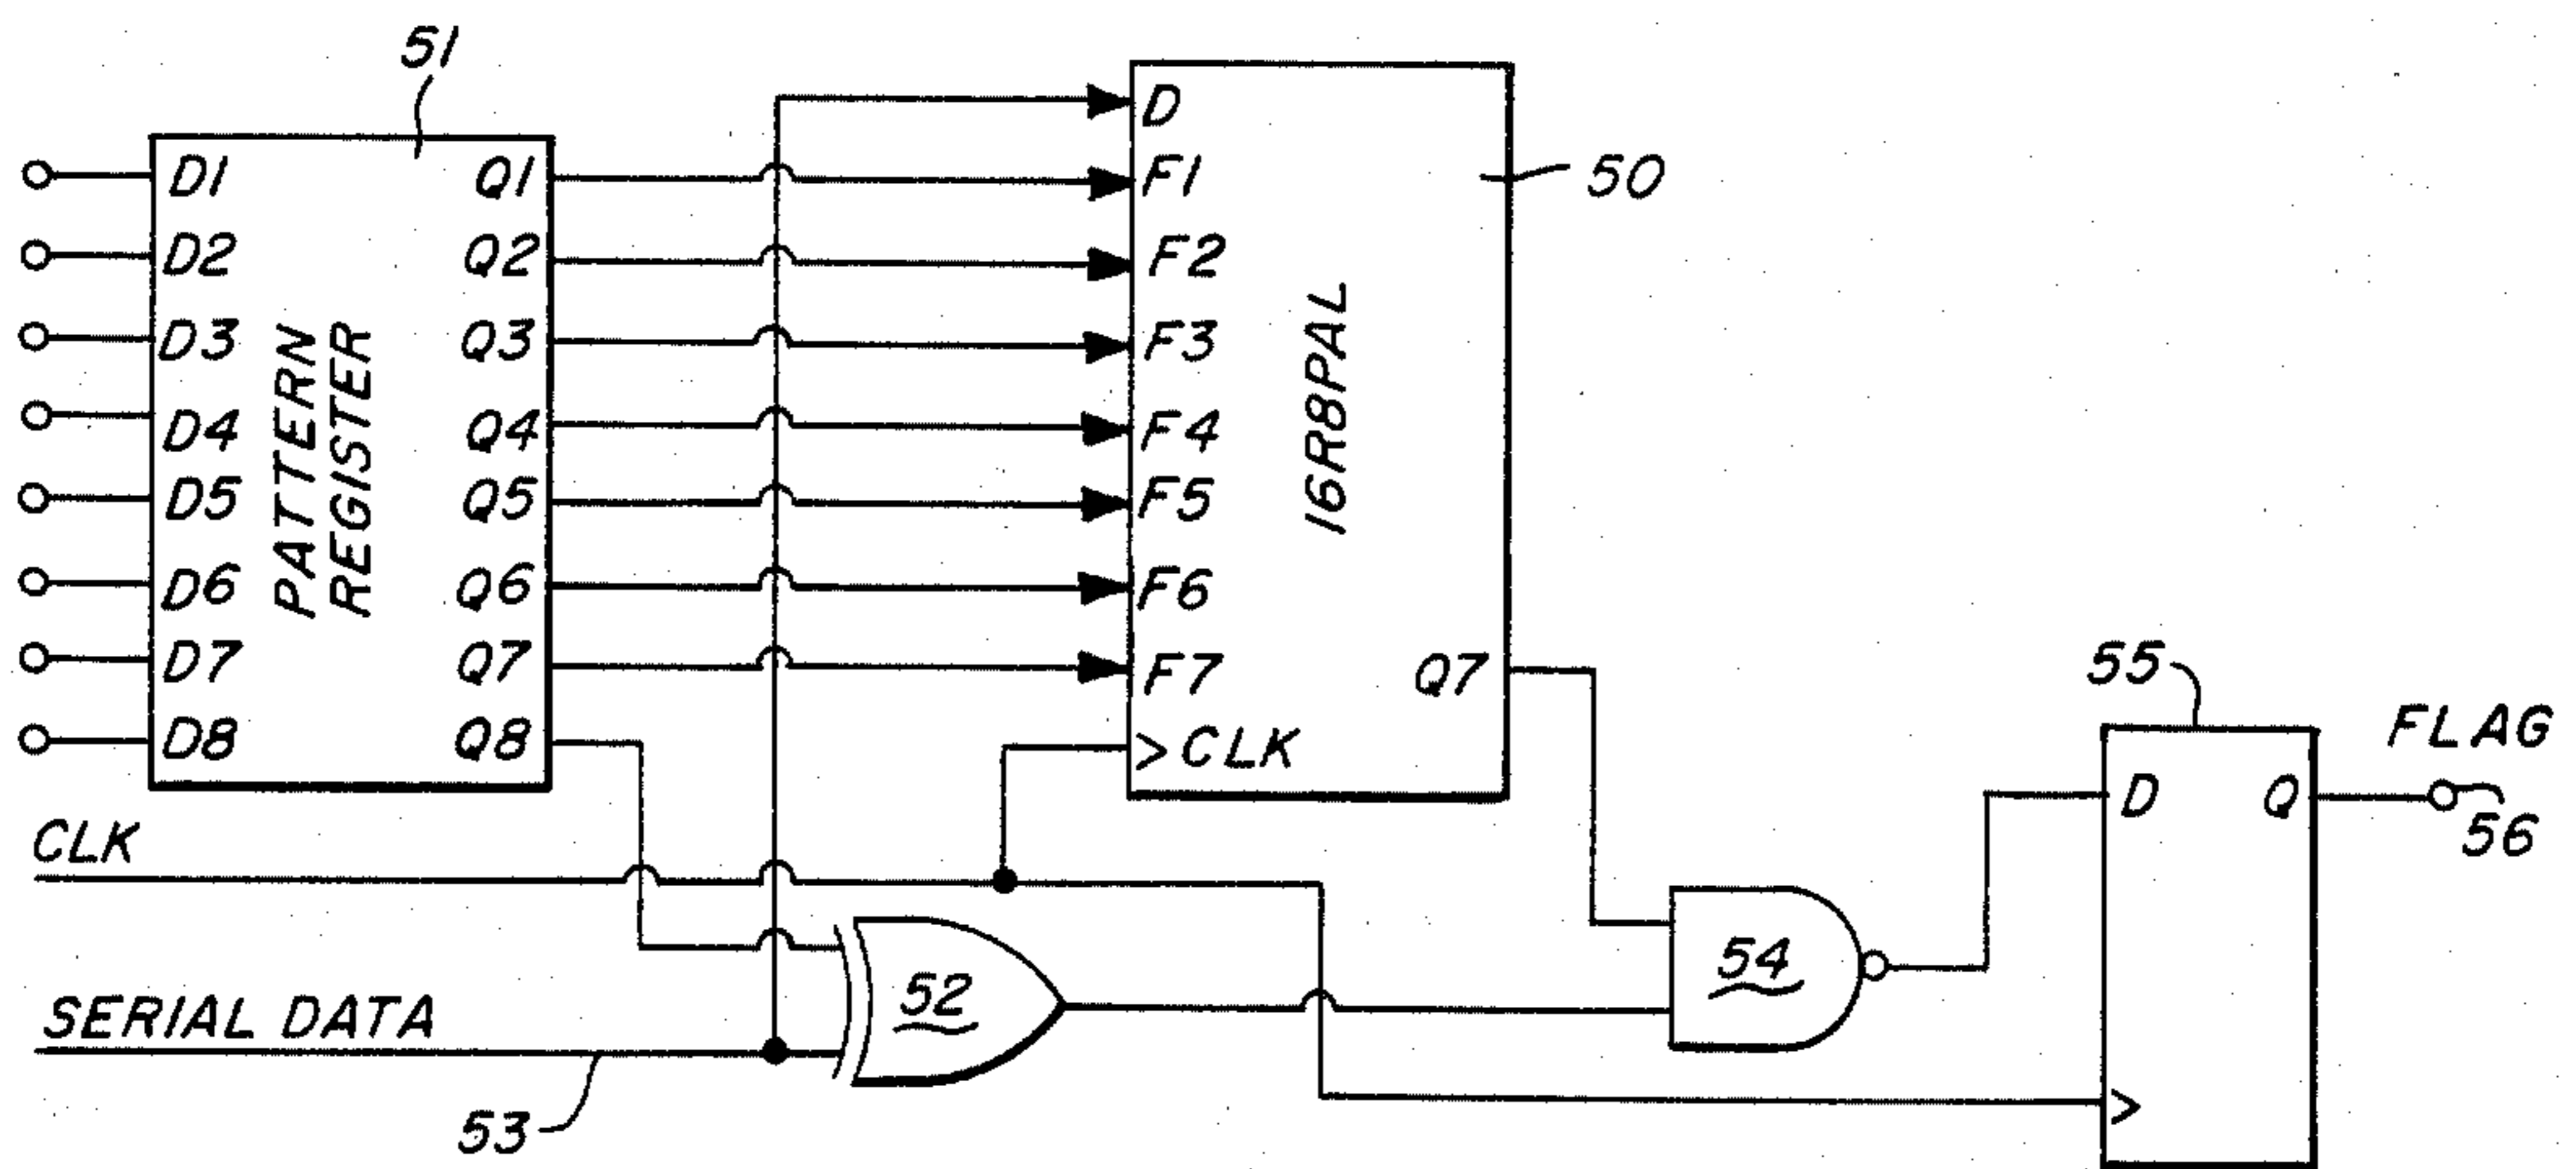 51
D1
D2
D3
D4
D5
D6
D7
D8
PATTERN
REGISTER
Q1
Q2
Q3
Q4
Q5
Q6
Q7
Q8
D
F1
F2
F3
F4
F5
F6
F7
> CLK
16R8PAL
Q7
50
CLK
SERIAL DATA
53
52
54
55
D
Q
>
FLAG
56